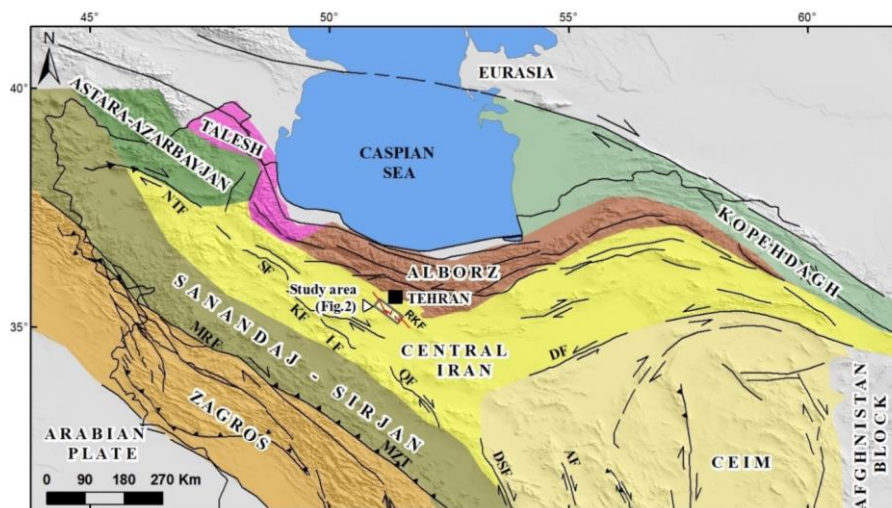 45°
50°
55°
60°
N
40°
35°
EURASIA
ASTARA-AZARBAYJAN
TALESH
CASPIAN
SEA
KOPEHDAGH
NTF
ALBORZ
SF
Study area
(Fig.2)
TEHRAN
RKF
KF
IF
CENTRAL
IRAN
DF
QF
SANANDAJ - SIRJAN
MRF
ZAGROS
MZT
ARABIAN
PLATE
DSF
AF
CEIM
AFGHNISTAN
BLOCK
0 90 180 270 Km